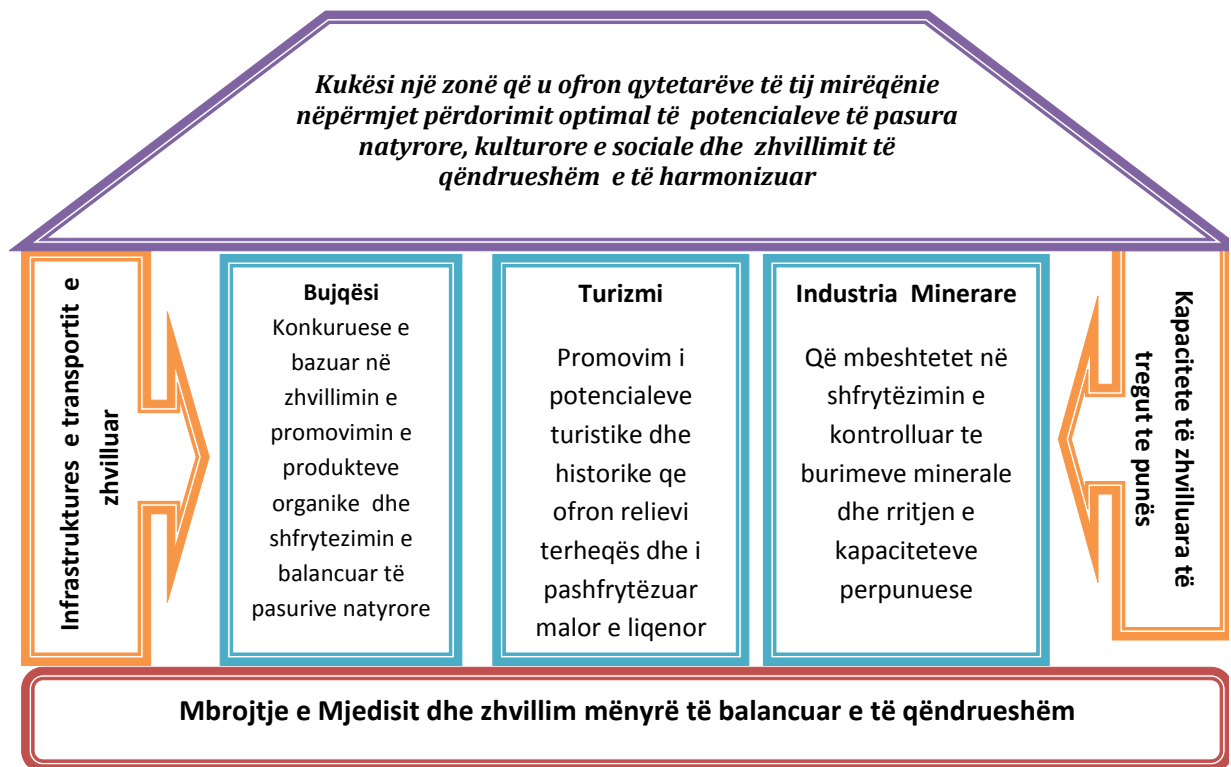 Kukësi një zonë që u ofron qytetarëve të tij mirëqënie
nëpërmjet përdorimit optimal të potencialeve të pasura
natyrore, kulturore e sociale dhe zhvillimit të
qëndrueshëm e të harmonizuar
Infrastruktures e transportit e
zhvilluar
Bujqësi
Konkuruese e
bazuar në
zhvillimin e
promovimin e
produkteve
organike dhe
shfrytezimin e
balancuar të
pasurive natyrore
Turizmi
Promovim i
potencialeve
turistike dhe
historike qe
ofron relievi
terheqës dhe i
pashfrytëzuar
malor e liqenor
Industria Minerare
Që mbeshtetet në
shfrytëzimin e
kontrolluar te
burimeve minerale
dhe rritjen e
kapaciteteve
perpunuese
Kapacitete të zhvilluara të
tregut te punës
Mbrojtje e Mjedisit dhe zhvillim mënyrë të balancuar e të qëndrueshëm